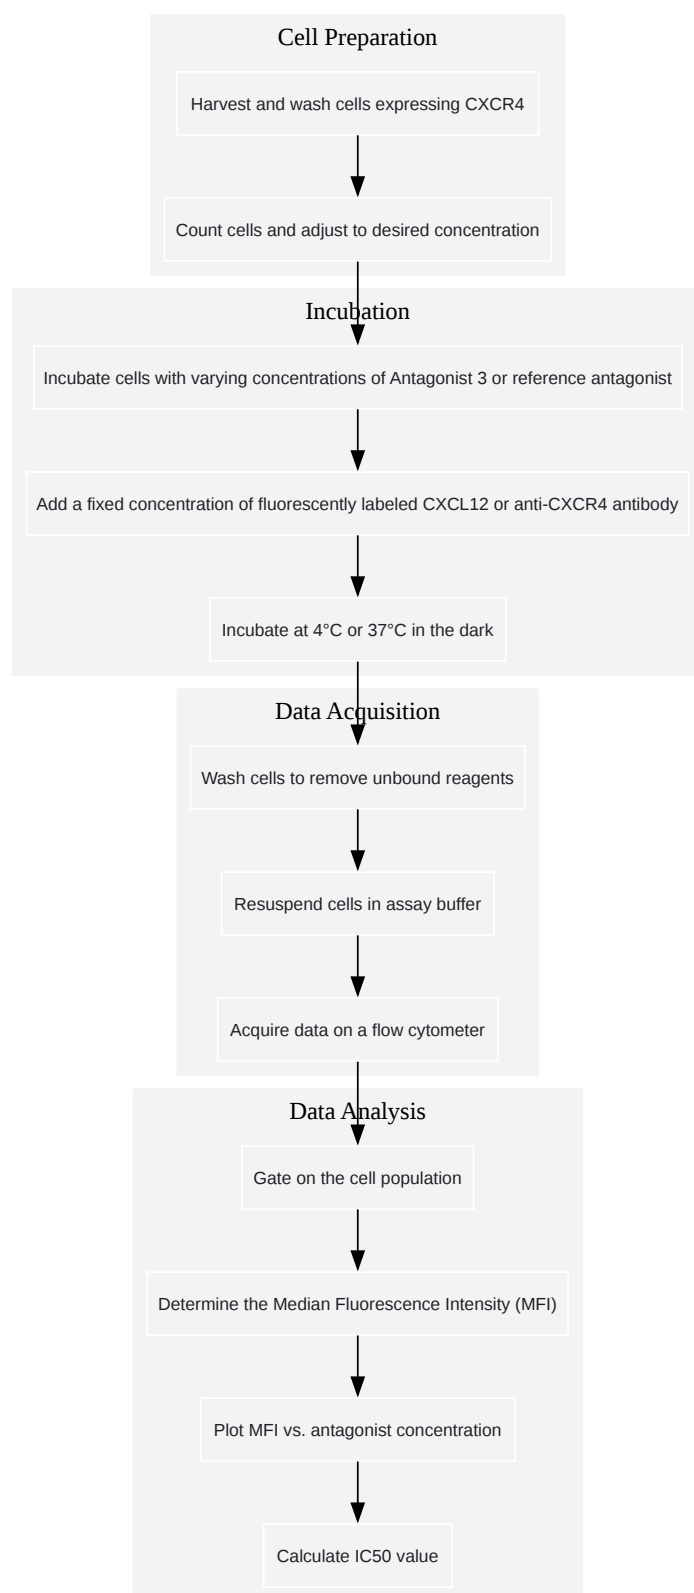 Cell Preparation
Harvest and wash cells expressing CXCR4
Count cells and adjust to desired concentration
Incubation
Incubate cells with varying concentrations of Antagonist 3 or reference antagonist
Add a fixed concentration of fluorescently labeled CXCL12 or anti-CXCR4 antibody
Incubate at 4°C or 37°C in the dark
Data Acquisition
Wash cells to remove unbound reagents
Resuspend cells in assay buffer
Acquire data on a flow cytometer
Data Analysis
Gate on the cell population
Determine the Median Fluorescence Intensity (MFI)
Plot MFI vs. antagonist concentration
Calculate IC50 value